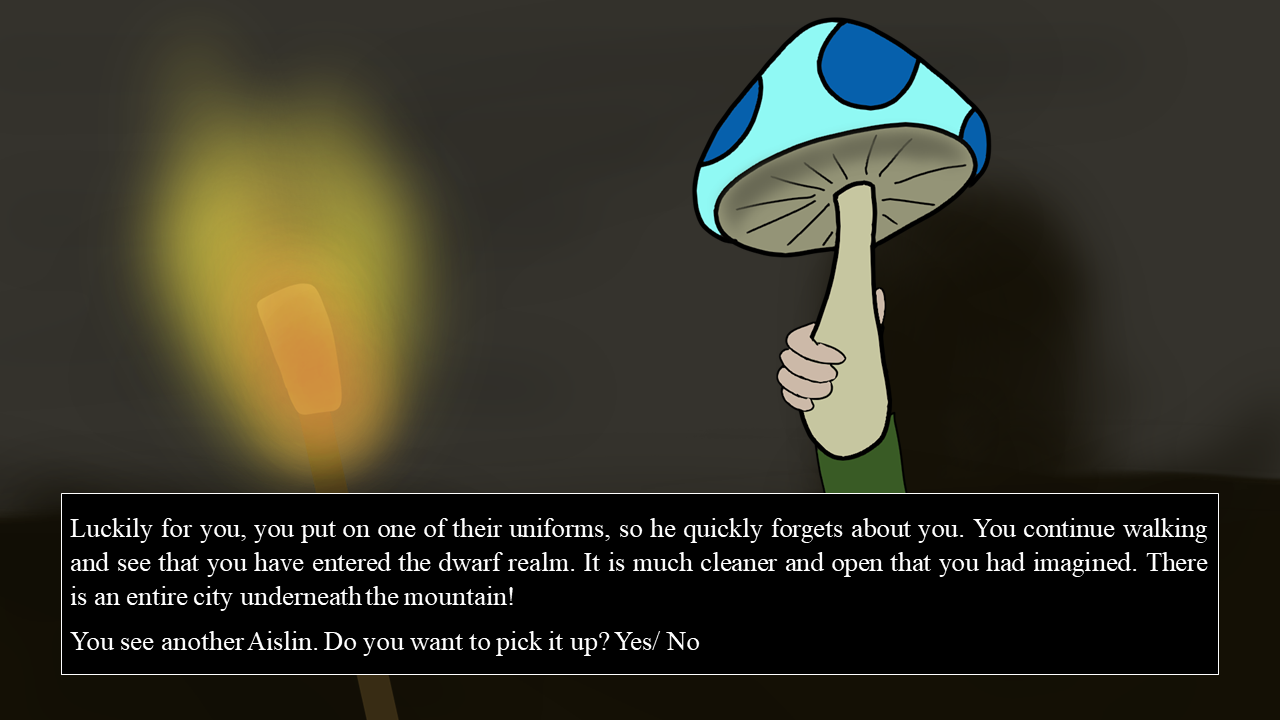 Luckily for you, you put on one of their uniforms, so he quickly forgets about you. You continue walking
and see that you have entered the dwarf realm. It is much cleaner and open that you had imagined. There
is an entire city underneath the mountain!
You see another Aislin. Do you want to pick it up? Yes/ No